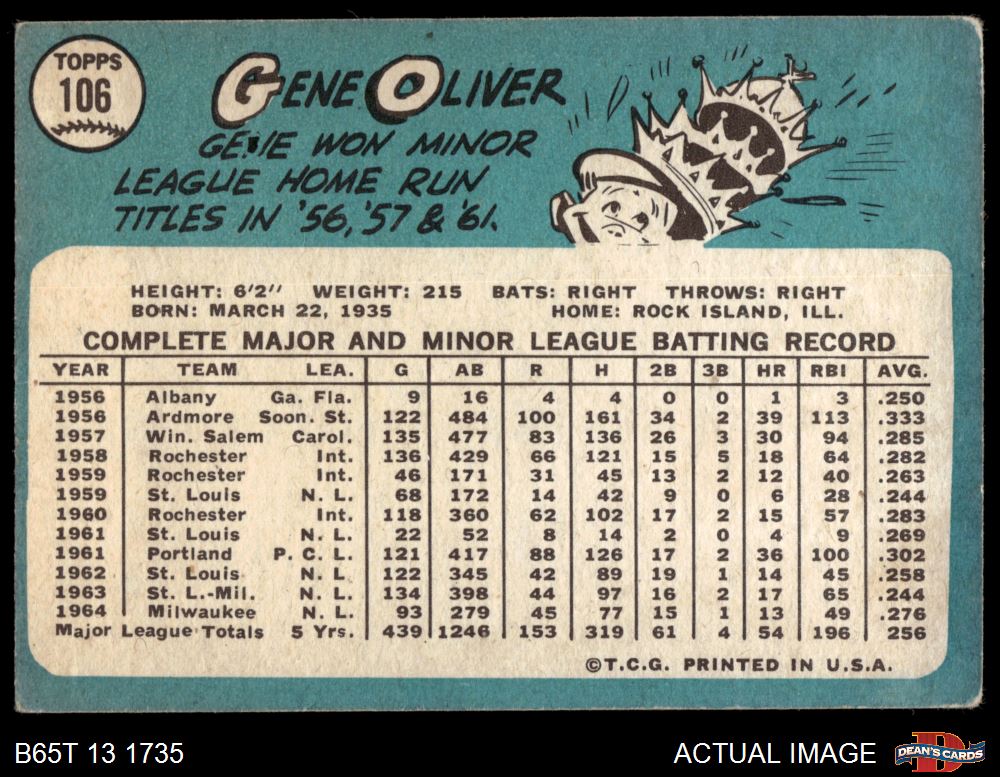 TOPPS
106
GENE OLIVER
GENE WON MINOR
LEAGUE HOME RUN
TITLES IN '56, '57 & '61.
HEIGHT: 6'2" WEIGHT: 215 BATS: RIGHT THROWS: RIGHT
BORN: MARCH 22, 1935 HOME: ROCK ISLAND, ILL.
COMPLETE MAJOR AND MINOR LEAGUE BATTING RECORD
YEAR TEAM LEA. G AB R H 2B 3B HR RBI AVG.
1956 Albany Ga. Fla. 9 16 4 4 0 0 1 3 .250
1956 Ardmore Soon. St. 122 484 100 161 34 2 39 113 .333
1957 Win. Salem Carol. 135 477 83 136 26 3 30 94 .285
1958 Rochester Int. 136 429 66 121 15 5 18 64 .282
1959 Rochester Int. 46 171 31 45 13 2 12 40 .263
1959 St. Louis N. L. 68 172 14 42 9 0 6 28 .244
1960 Rochester Int. 118 360 62 102 17 2 15 57 .283
1961 St. Louis N. L. 22 52 8 14 2 0 4 9 .269
1961 Portland P. C. L. 121 417 88 126 17 2 36 100 .302
1962 St. Louis N. L. 122 345 42 89 19 1 14 45 .258
1963 St. L.-Mil. N. L. 134 398 44 97 16 2 17 65 .244
1964 Milwaukee N. L. 93 279 45 77 15 1 13 49 .276
Major League Totals 5 Yrs. 439 1246 153 319 61 4 54 196 256
©T.C.G. PRINTED IN U.S.A.
B65T 13 1735 ACTUAL IMAGE DEAN'S CARDS